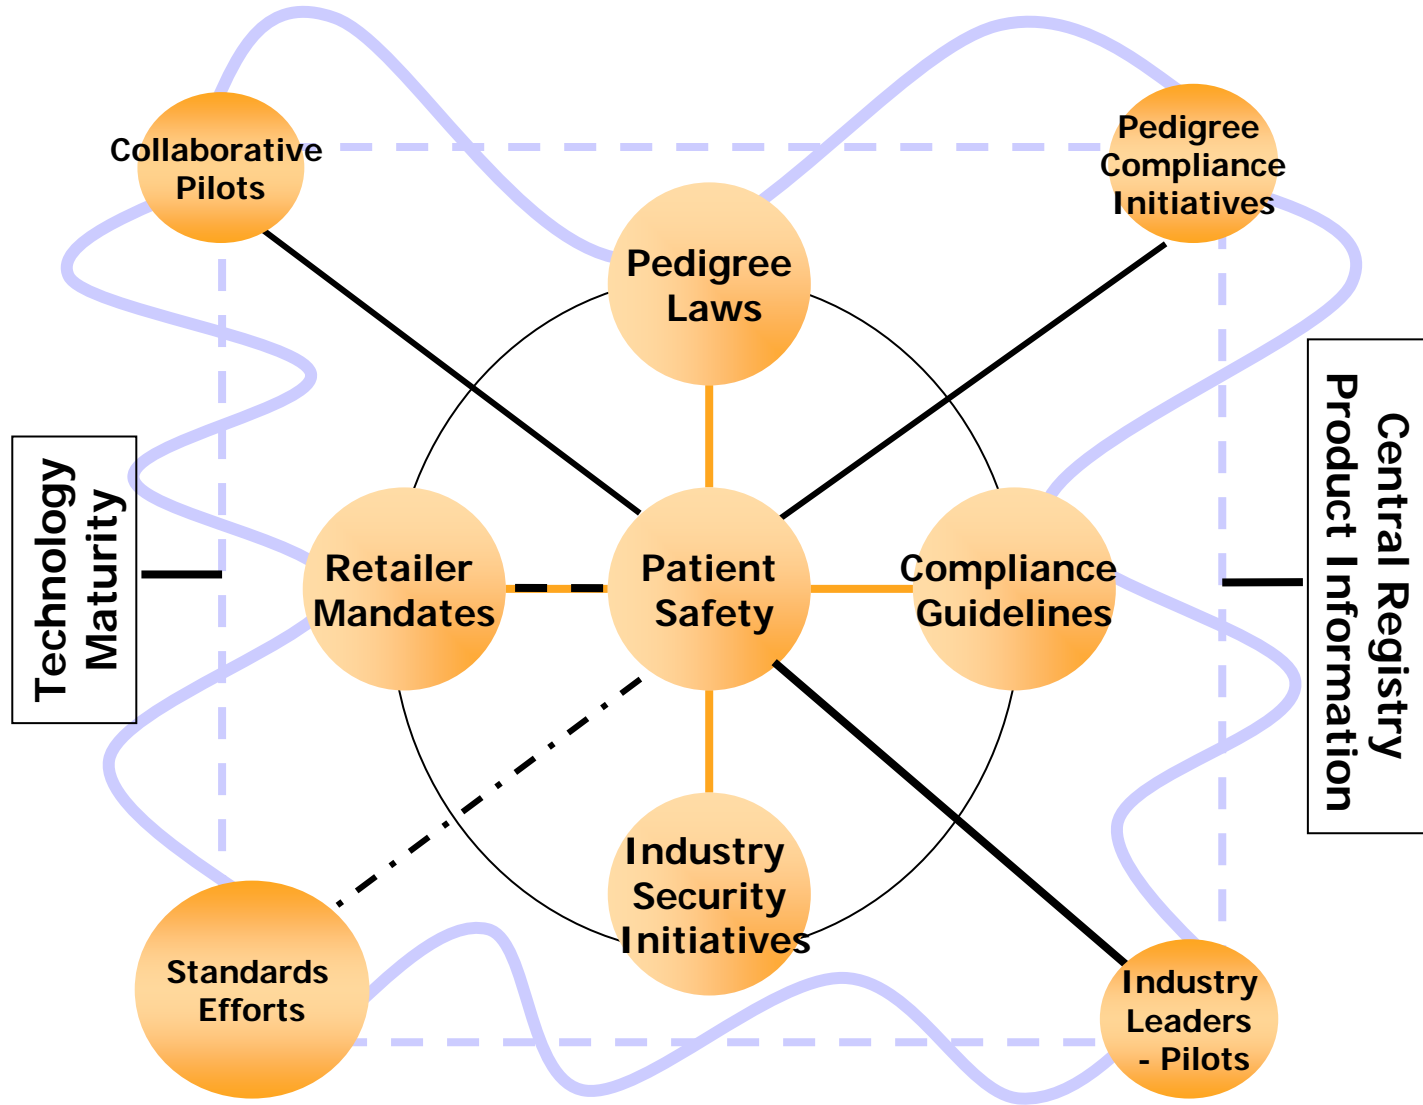 Collaborative
Pilots
Pedigree
Compliance
Initiatives
Pedigree
Laws
Technology
Maturity
Retailer
Mandates
Patient
Safety
Compliance
Guidelines
Central Registry
Product Information
Industry
Security
Initiatives
Standards
Efforts
Industry
Leaders
- Pilots